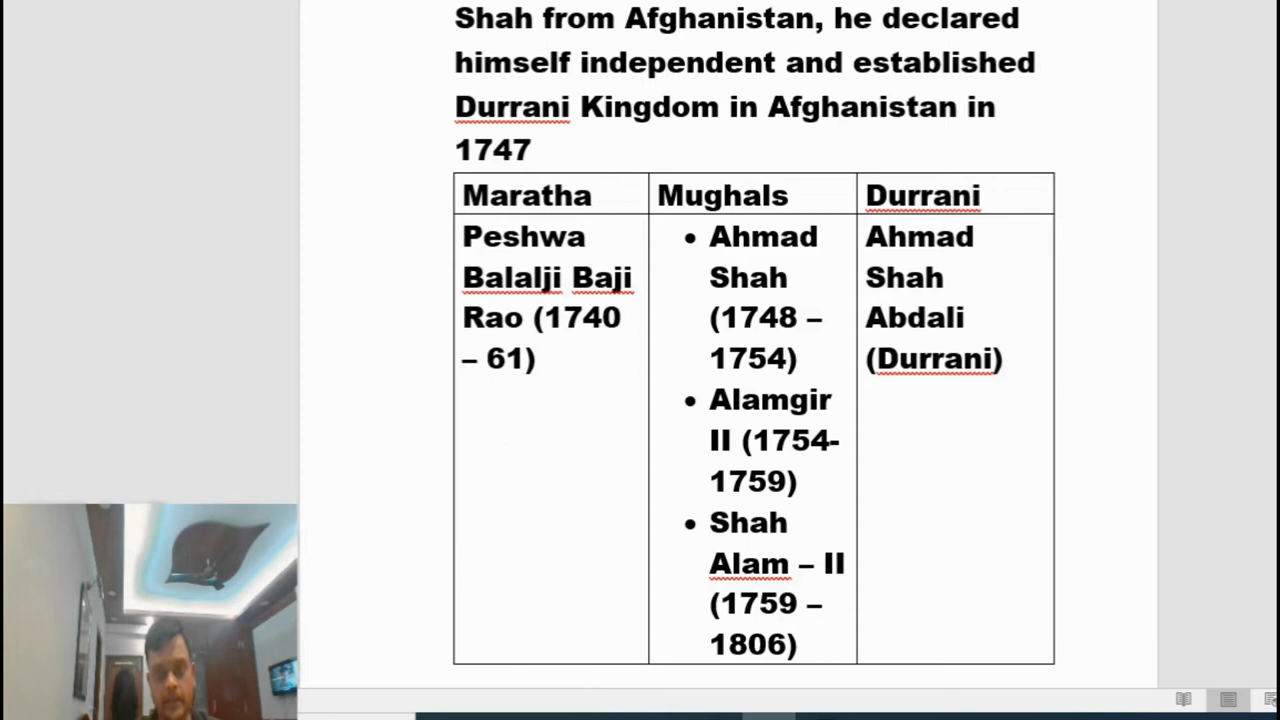 Shah from Afghanistan, he declared
himself independent and established
Durrani Kingdom in Afghanistan in
1747
Maratha
Mughals
Durrani
Peshwa
Balalji Baji
Rao (1740
– 61)
• Ahmad
Shah
(1748 –
1754)
• Alamgir
II (1754-
1759)
• Shah
Alam – II
(1759 –
1806)
Ahmad
Shah
Abdali
(Durrani)